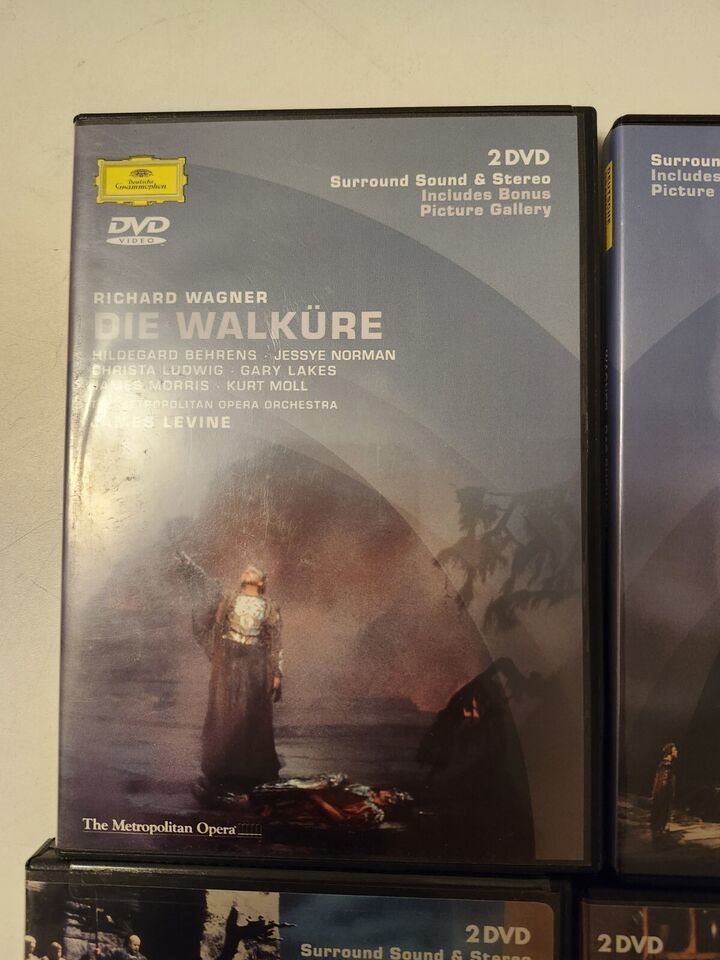 Deutsche
Grammophon
DVD
VIDEO
2 DVD
Surround Sound & Stereo
Includes Bonus
Picture Gallery
RICHARD WAGNER
DIE WALKÜRE
HILDEGARD BEHRENS · JESSYE NORMAN
CHRISTA LUDWIG · GARY LAKES
JAMES MORRIS · KURT MOLL
THE METROPOLITAN OPERA ORCHESTRA
JAMES LEVINE
The Metropolitan Opera
Surroun
Includes
Picture
2 DVD
Surround Sound & Stereo
2 DVD